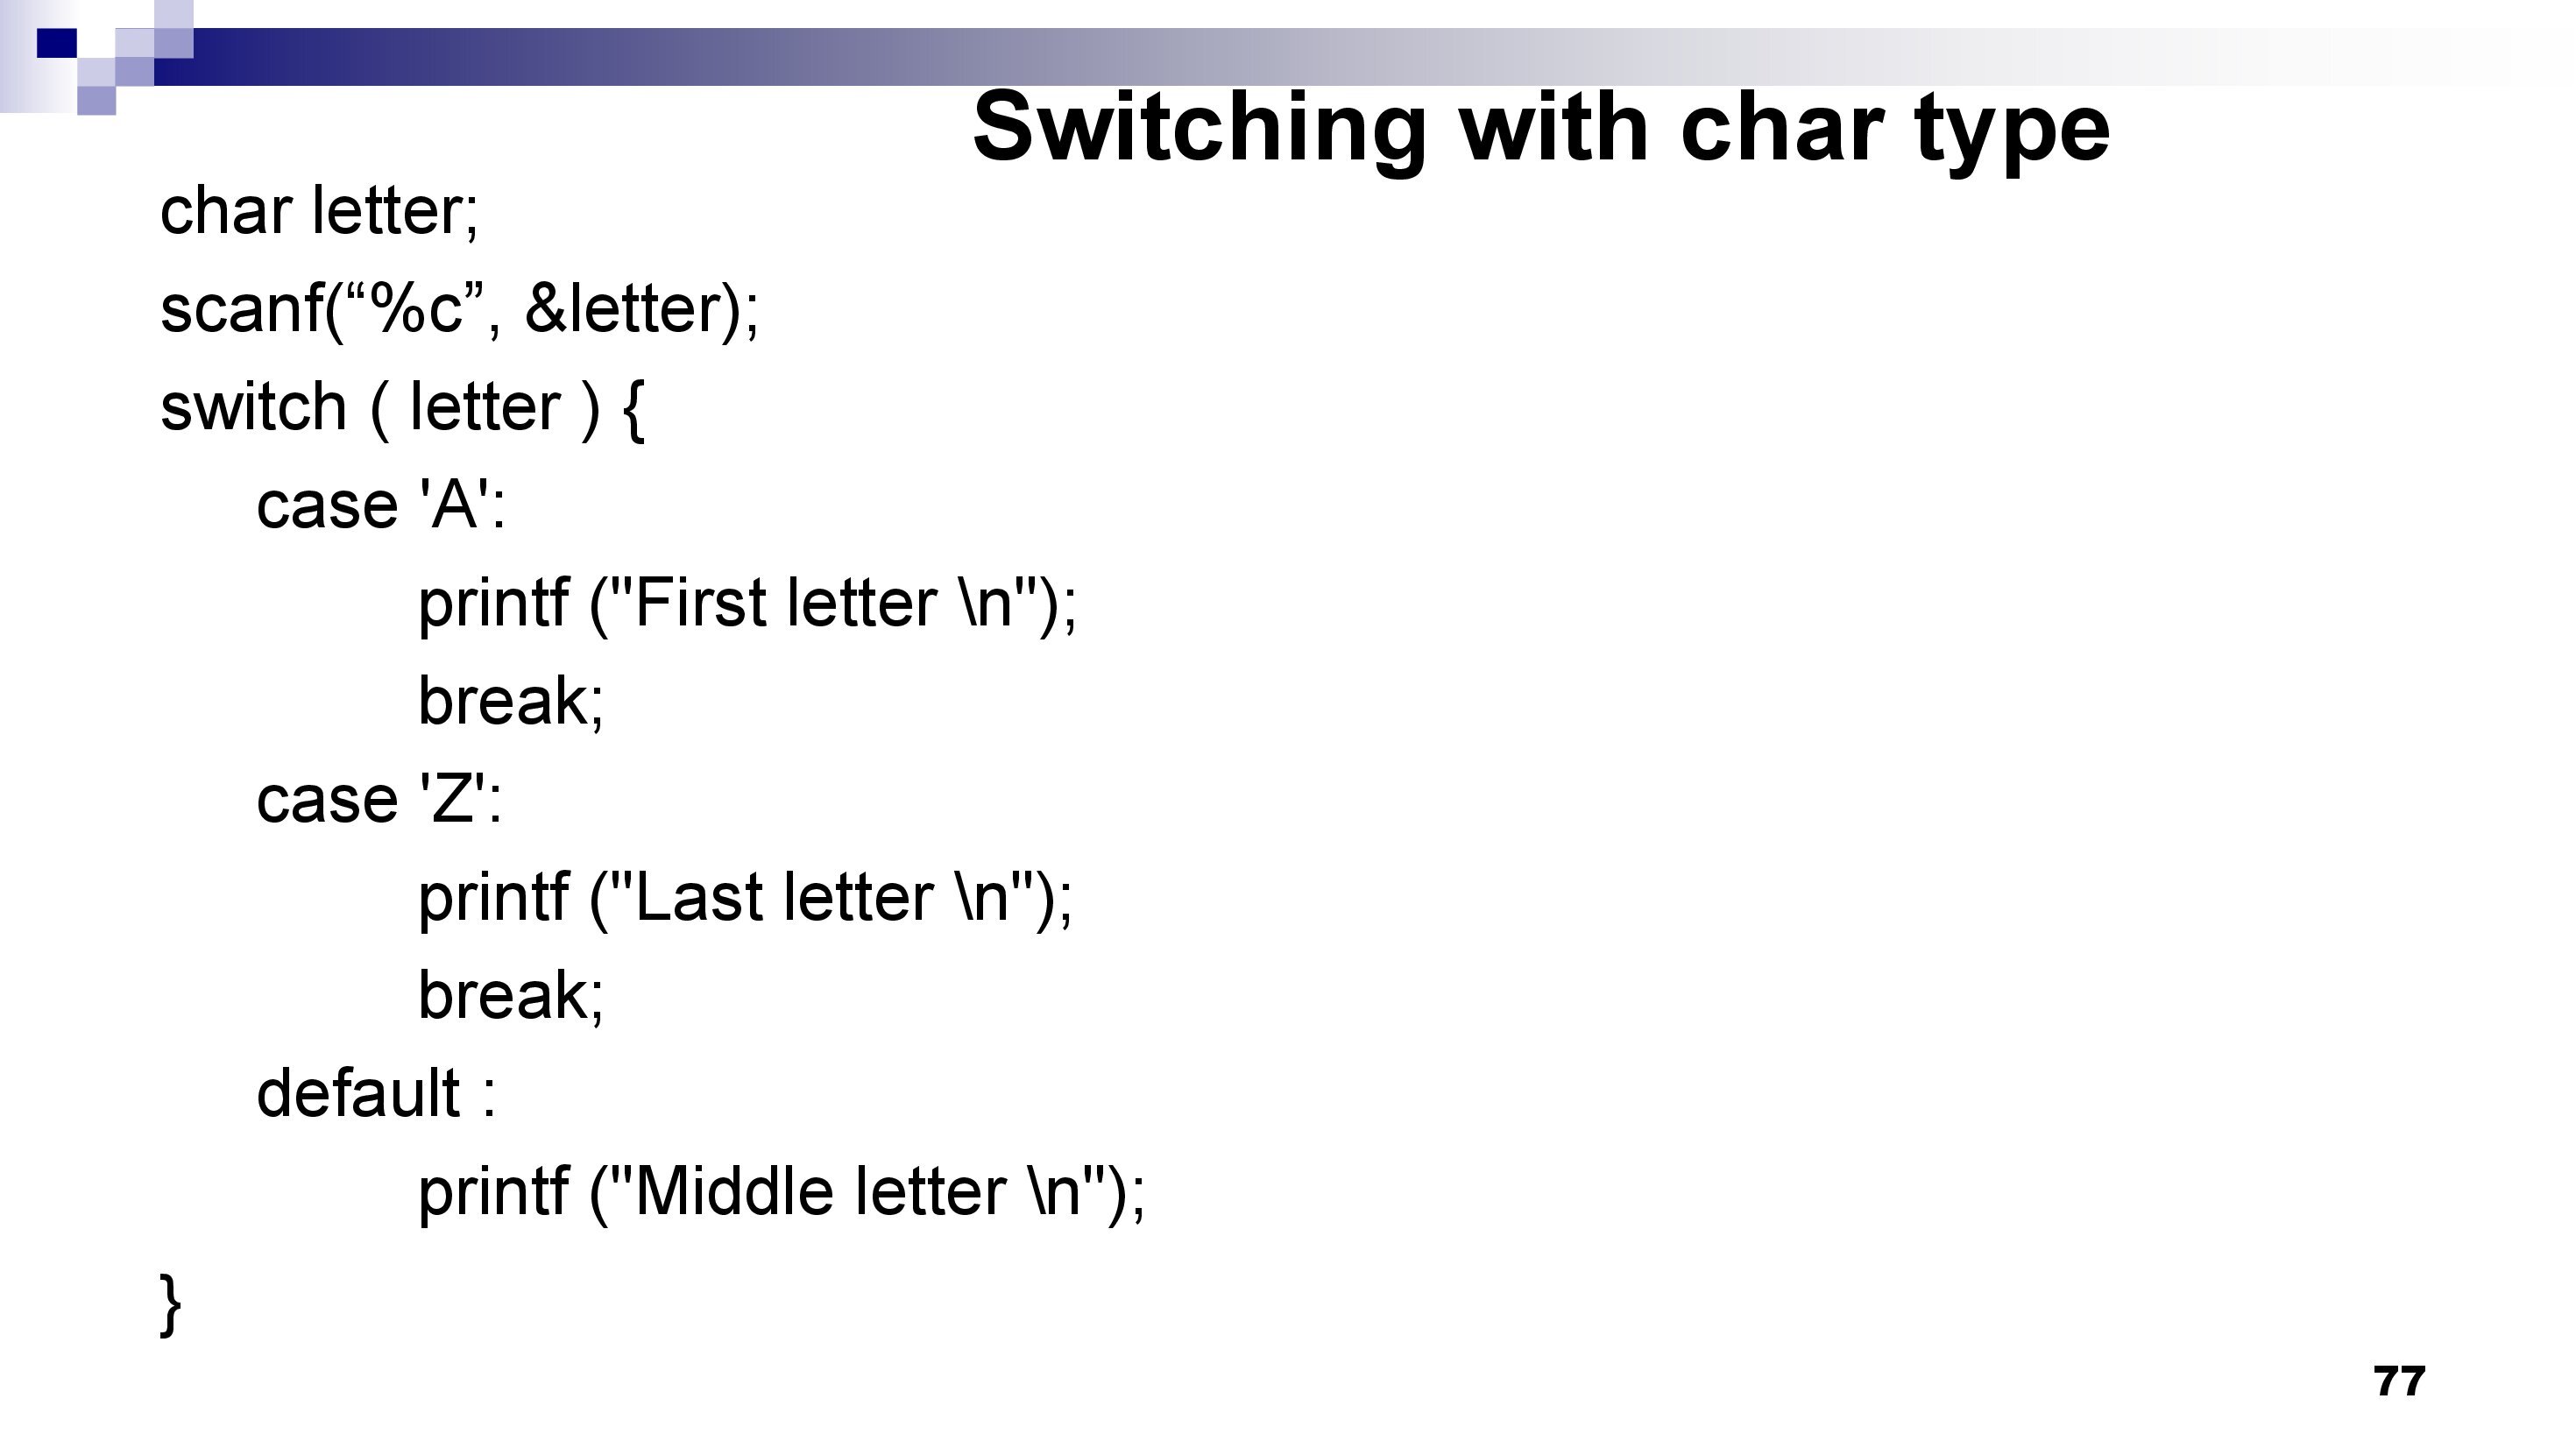 Switching with char type
char letter;
scanf(“%c”, &letter);
switch ( letter ) {
case 'A':
printf ("First letter \n");
break;
case 'Z':
printf ("Last letter \n");
break;
default :
printf ("Middle letter \n");
}
77